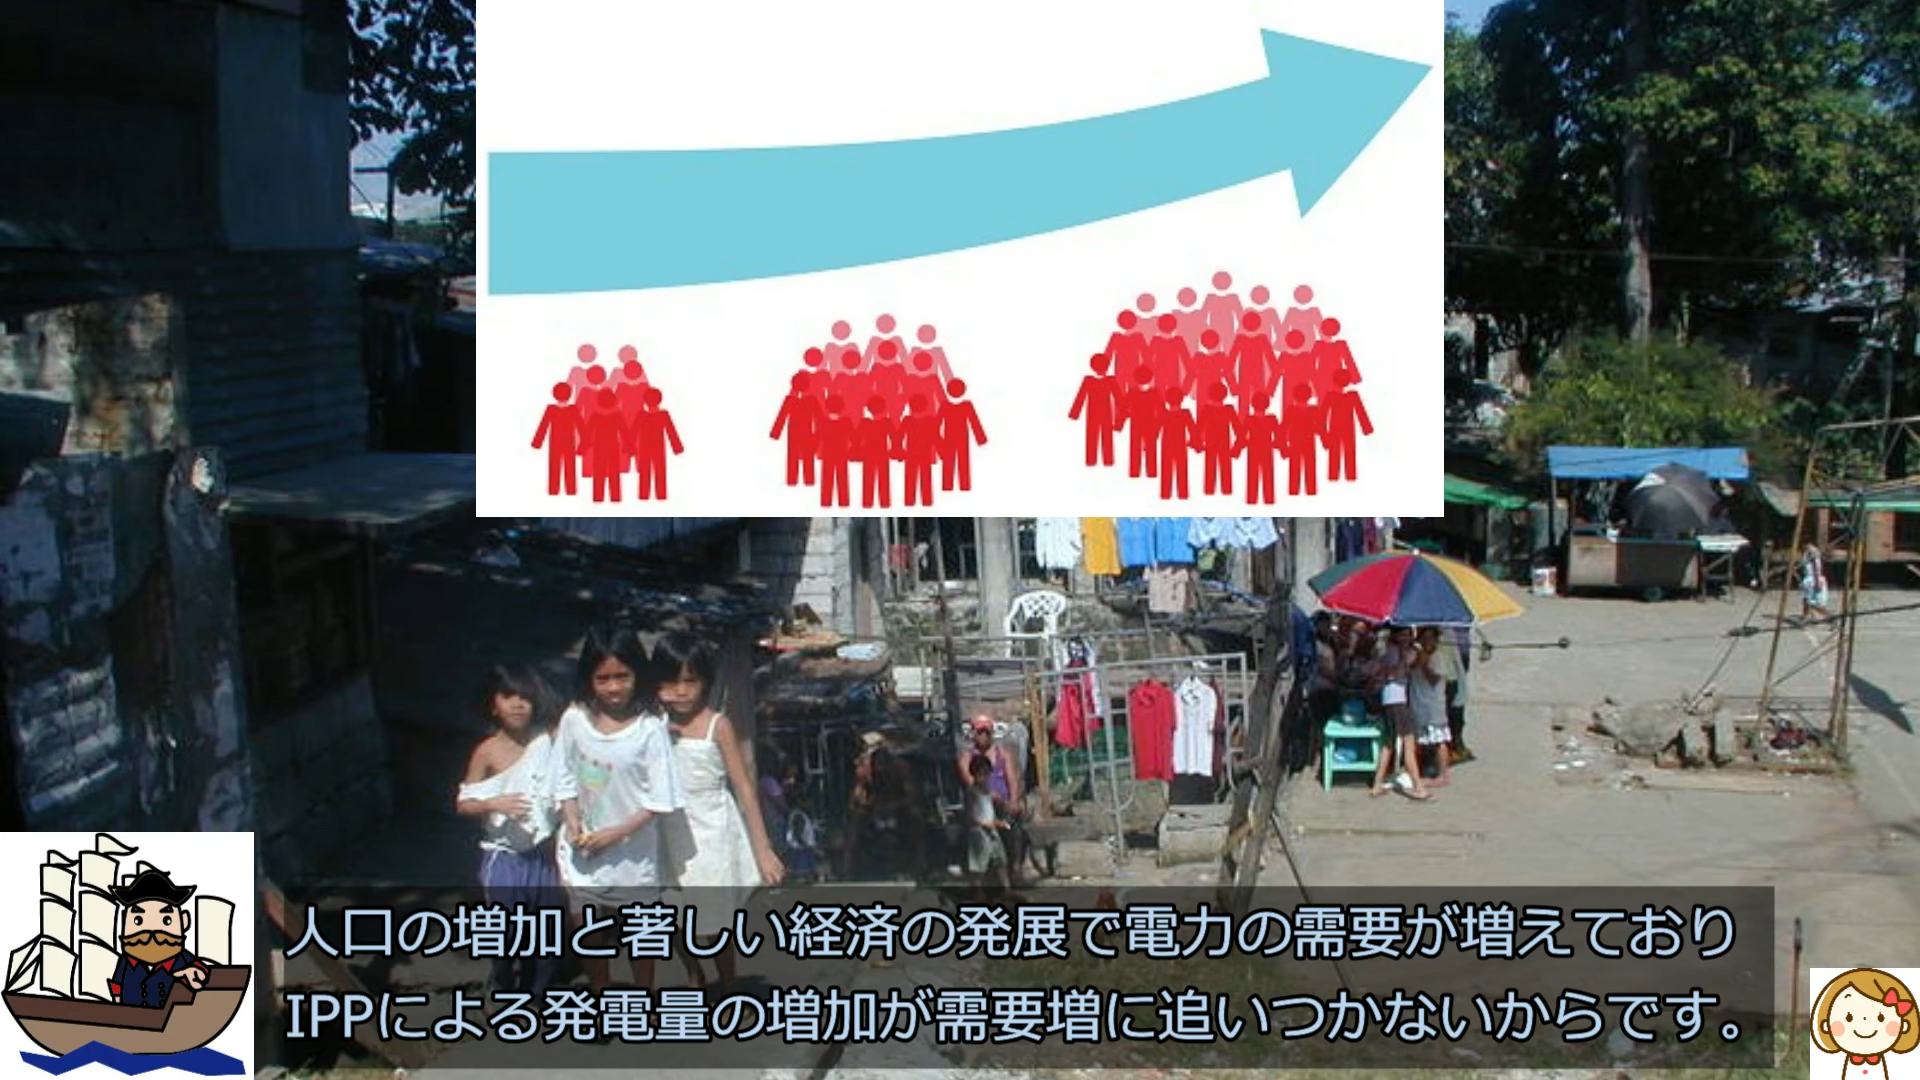 人口の増加と著しい経済の発展で電力の需要が増えており
IPPによる発電量の増加が需要増に追いつかないからです。